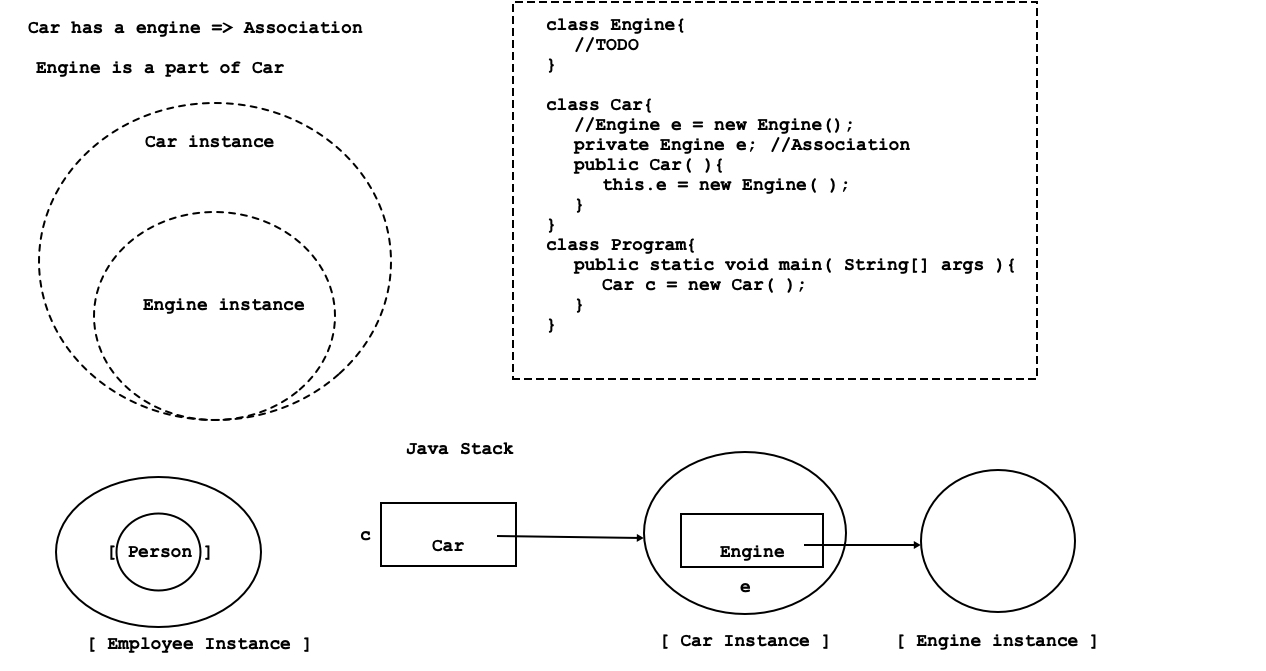 Car has a engine => Association
Engine is a part of Car
Car instance
Engine instance
class Engine{
//TODO
}
class Car{
//Engine e = new Engine();
private Engine e; //Association
public Car( ){
this.e = new Engine( );
}
}
class Program{
public static void main( String[] args ){
Car c = new Car( );
}
}
Java Stack
[ Person ]
c
Car
Engine
e
[ Employee Instance ]
[ Car Instance ]
[ Engine instance ]